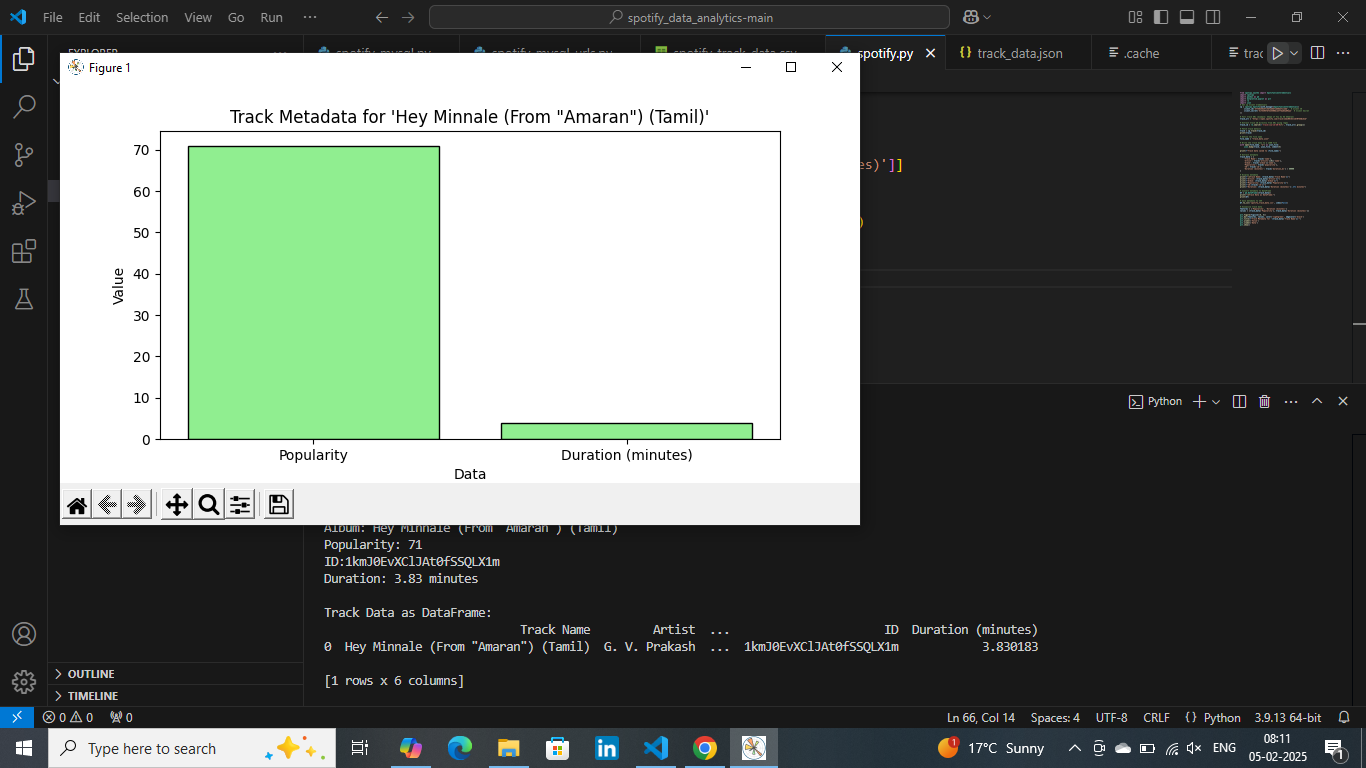 File Edit Selection View Go Run ··· spotify_data_analytics-main
EXPLORER
spotify_mysql.py spotify_mysql_urls.py spotify_track_data.csv spotify.py track_data.json .cache trac
Figure 1
Track Metadata for 'Hey Minnale (From "Amaran") (Tamil)'
es)']]
)
70
60
50
40
30
20
10
0
Value
Popularity Duration (minutes)
Data
Python
Album: Hey Minnale (From "Amaran") (Tamil)
Popularity: 71
ID:1kmJ0EvXClJAt0fSSQLX1m
Duration: 3.83 minutes
Track Data as DataFrame:
Track Name Artist ... ID Duration (minutes)
0 Hey Minnale (From "Amaran") (Tamil) G. V. Prakash ... 1kmJ0EvXClJAt0fSSQLX1m 3.830183
[1 rows x 6 columns]
OUTLINE
TIMELINE
0 0 0 Ln 66, Col 14 Spaces: 4 UTF-8 CRLF {} Python 3.9.13 64-bit
Type here to search 1 17°C Sunny ENG 08:11
05-02-2025 1